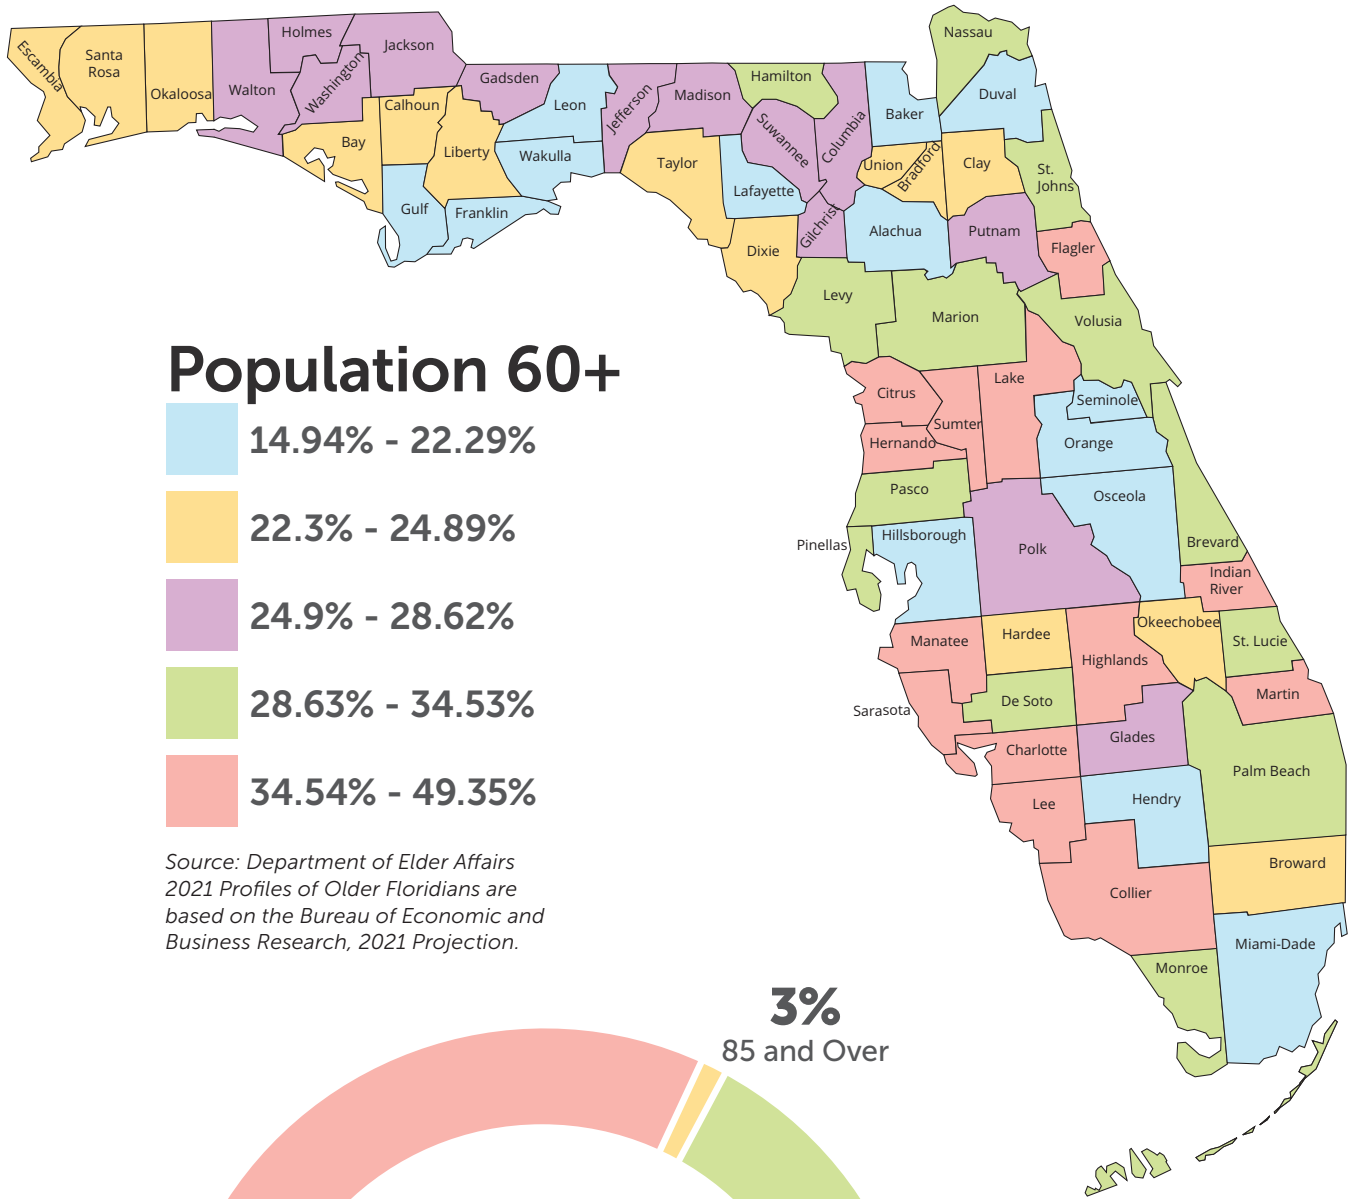 Nassau
Holmes
Jackson
Escambia
Santa
Rosa
Okaloosa
Walton
Washington
Gadsden
Hamilton
Calhoun
Leon
Jefferson
Madison
Baker
Duval
Bay
Liberty
Wakulla
Taylor
Suwannee
Columbia
Union
Bradford
Clay
St.
Johns
Lafayette
Gulf
Franklin
Gilchrist
Alachua
Putnam
Dixie
Flagler
Levy
Marion
Volusia
Population 60+
Citrus
Lake
Sumter
Seminole
14.94% - 22.29%
Hernando
Orange
Pasco
Osceola
22.3% - 24.89%
Pinellas
Hillsborough
Polk
Brevard
Indian
River
24.9% - 28.62%
Manatee
Hardee
Okeechobee
St. Lucie
Highlands
28.63% - 34.53%
Sarasota
De Soto
Martin
Charlotte
Glades
Palm Beach
34.54% - 49.35%
Lee
Hendry
Source: Department of Elder Affairs
2021 Profiles of Older Floridians are
based on the Bureau of Economic and
Business Research, 2021 Projection.
Broward
Collier
Miami-Dade
Monroe
3%
85 and Over